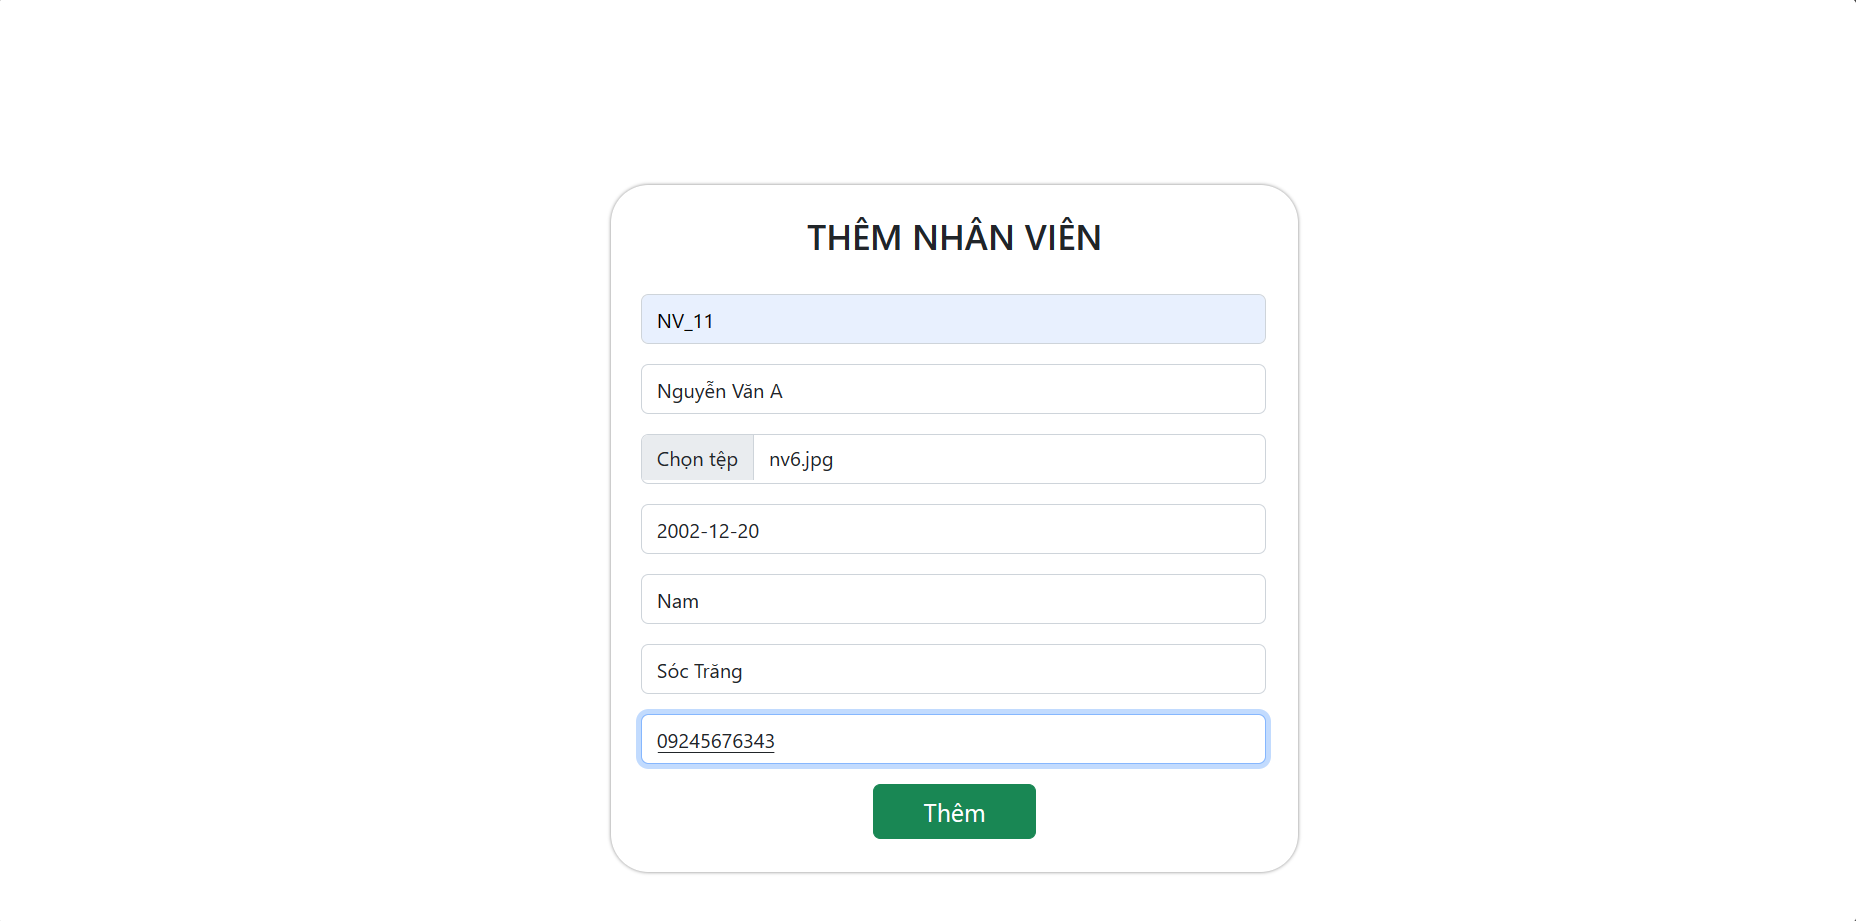 THÊM NHÂN VIÊN
NV_11
Nguyễn Văn A
Chọn tệp nv6.jpg
2002-12-20
Nam
Sóc Trăng
09245676343
Thêm